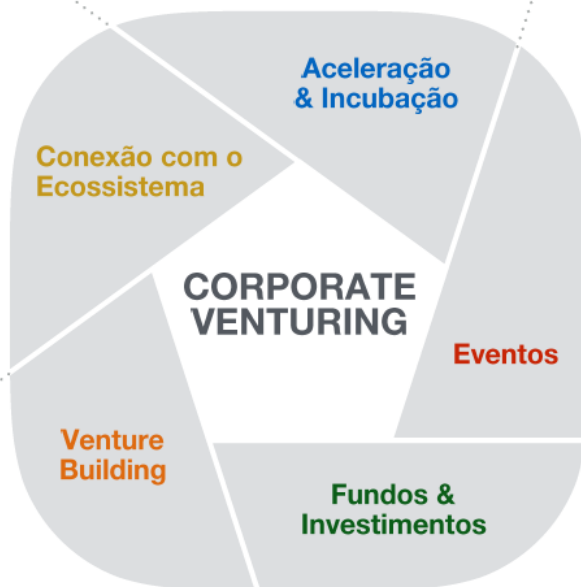 Aceleração
& Incubação
Conexão com o
Ecossistema
CORPORATE
VENTURING
Eventos
Venture
Building
Fundos &
Investimentos